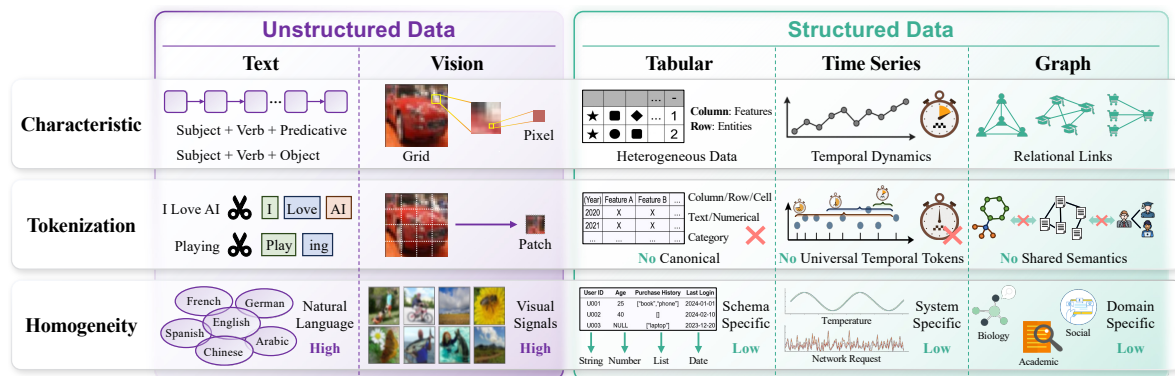 Unstructured Data
Structured Data
Text
Vision
Tabular
Time Series
Graph
Characteristic
Subject + Verb + Predicative
Subject + Verb + Object
Grid
Pixel
... -
... 1
... 2
Column: Features
Row: Entities
Heterogeneous Data
Temporal Dynamics
Relational Links
Tokenization
I Love AI
I
Love
AI
Playing
Play
ing
Patch
(Year) Feature A Feature B ...
2020 X X ...
2021 X X ...
... ... ... ...
Column/Row/Cell
Text/Numerical
Category
No Canonical
No Universal Temporal Tokens
No Shared Semantics
Homogeneity
French
German
English
Spanish
Arabic
Chinese
Natural
Language
High
Visual
Signals
High
User ID Age Purchase History Last Login
U001 25 ["book","phone"] 2024-01-01
U002 40 [] 2024-02-10
U003 NULL ["laptop"] 2023-12-20
String Number List Date
Schema
Specific
Low
Temperature
Network Request
System
Specific
Low
Biology
Academic
Social
Domain
Specific
Low